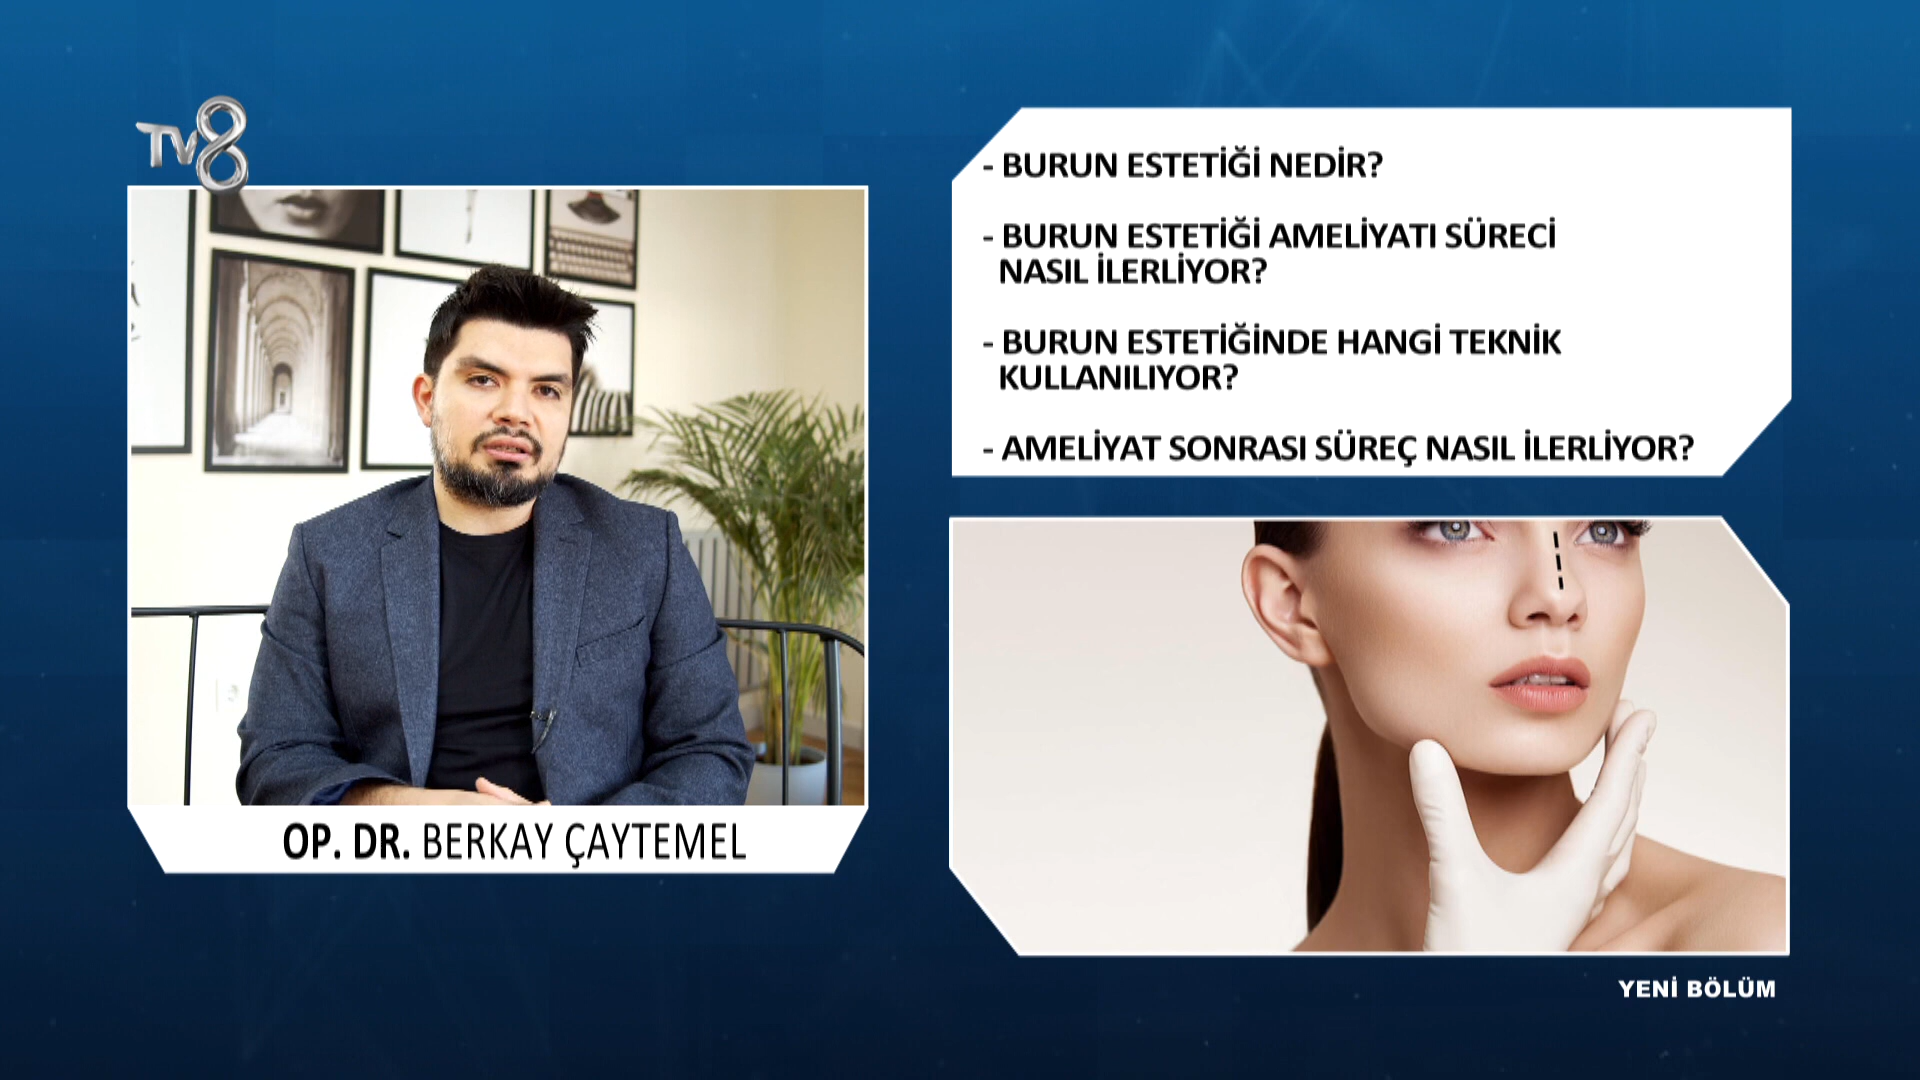 TV8
- BURUN ESTETİĞİ NEDİR?
- BURUN ESTETİĞİ AMELİYATI SÜRECİ
NASIL İLERLİYOR?
- BURUN ESTETİĞİNDE HANGİ TEKNİK
KULLANILIYOR?
- AMELİYAT SONRASI SÜREÇ NASIL İLERLİYOR?
OP. DR. BERKAY ÇAYTEMEL
YENİ BÖLÜM